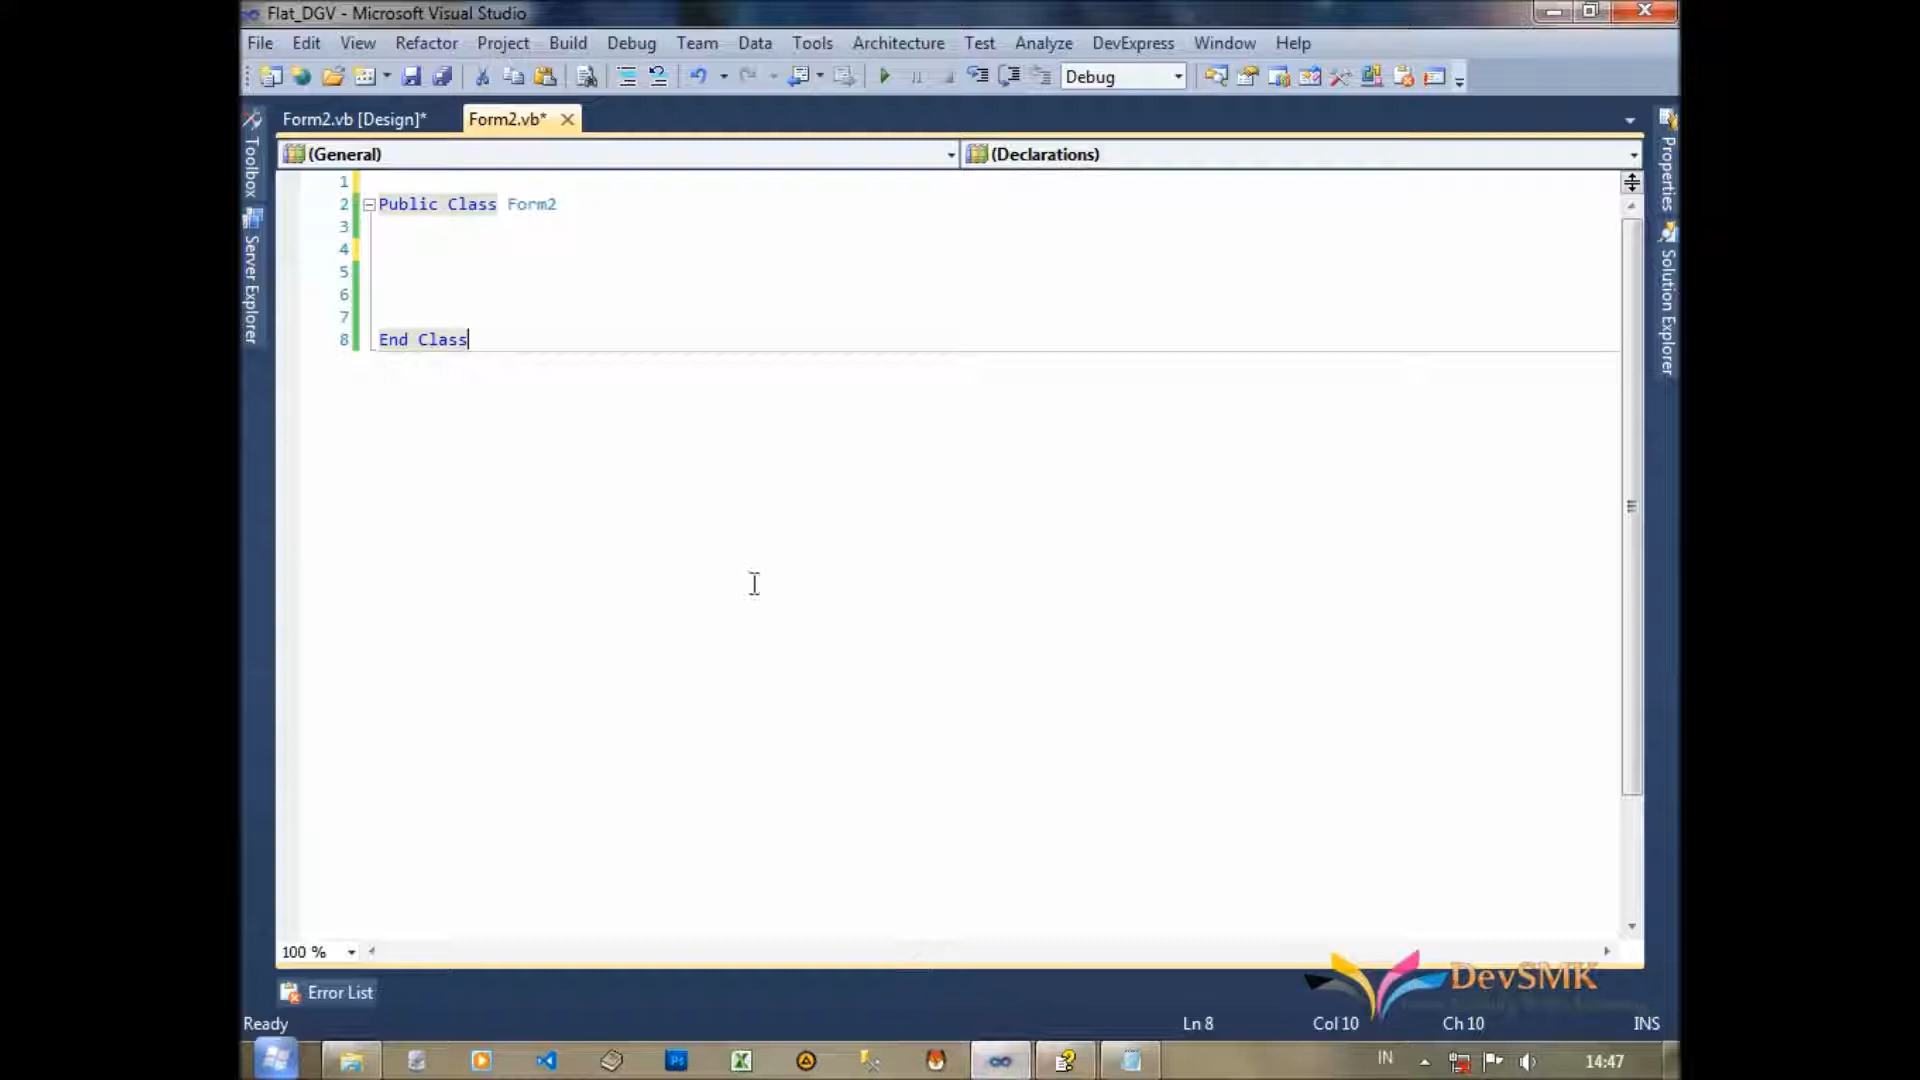 Flat_DGV - Microsoft Visual Studio
File Edit View Refactor Project Build Debug Team Data Tools Architecture Test Analyze DevExpress Window Help
Debug
Form2.vb [Design]* Form2.vb*
(General) (Declarations)
Toolbox
Server Explorer
Properties
Solution Explorer
1
2 Public Class Form2
3
4
5
6
7
8 End Class
100 %
DevSMK
Error List
Ready Ln 8 Col 10 Ch 10 INS
Ps
IN 14:47